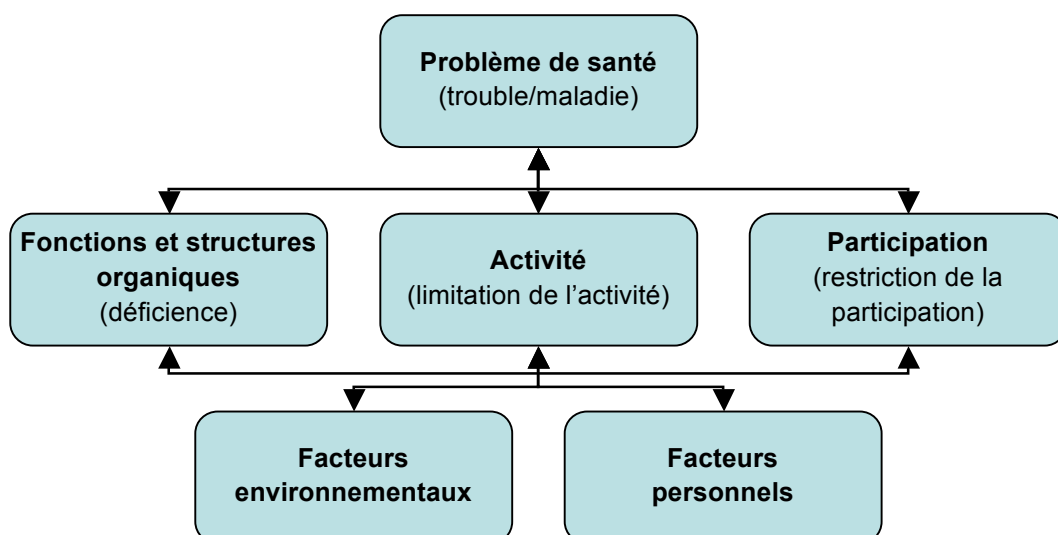 Problème de santé
(trouble/maladie)
Fonctions et structures
organiques
(déficience)
Activité
(limitation de l’activité)
Participation
(restriction de la
participation)
Facteurs
environnementaux
Facteurs
personnels